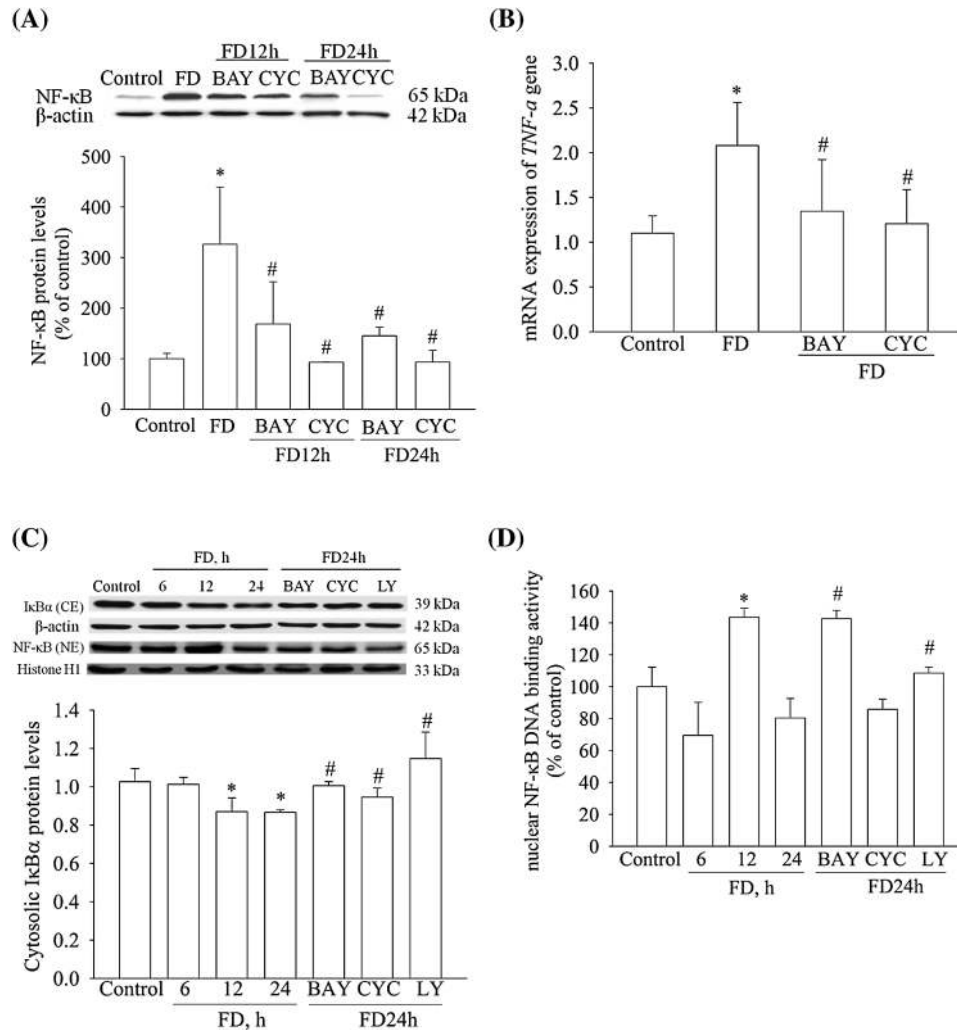 (A)
FD12h FD24h
Control FD BAY CYC BAY CYC
NF-κB 65 kDa
β-actin 42 kDa
NF-κB protein levels
(% of control)
500
400
300
200
100
0
*
#
#
#
#
Control FD BAY CYC BAY CYC
FD12h FD24h
(B)
mRNA expression of TNF-a gene
3.0
2.5
2.0
1.5
1.0
0.5
0.0
*
#
#
Control FD BAY CYC
FD
(C)
FD, h FD24h
Control 6 12 24 BAY CYC LY
IκBα (CE) 39 kDa
β-actin 42 kDa
NF-κB (NE) 65 kDa
Histone H1 33 kDa
Cytosolic IκBα protein levels
1.4
1.2
1.0
0.8
0.6
0.4
0.2
0.0
*
*
#
#
#
Control 6 12 24 BAY CYC LY
FD, h FD24h
(D)
nuclear NF-κB DNA binding activity
(% of control)
180
160
140
120
100
80
60
40
20
0
*
#
#
Control 6 12 24 BAY CYC LY
FD, h FD24h